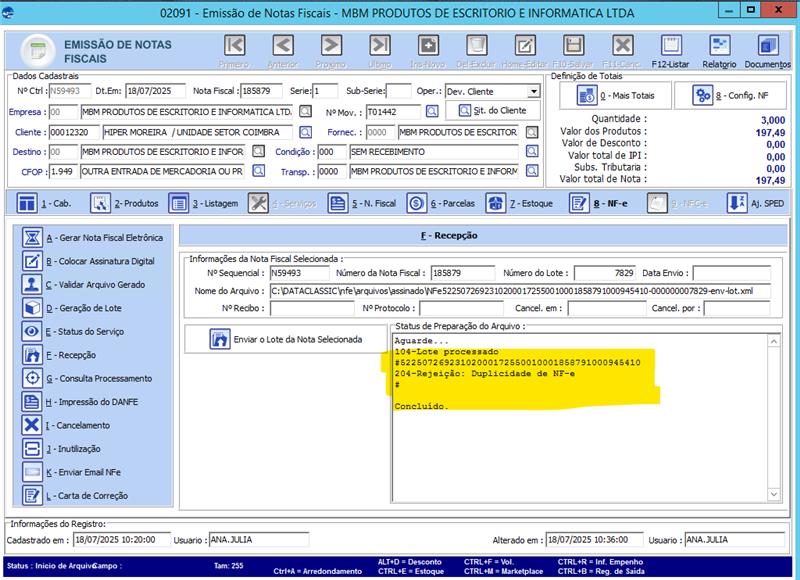 02091 - Emissão de Notas Fiscais - MBM PRODUTOS DE ESCRITORIO E INFORMATICA LTDA
EMISSÃO DE NOTAS
FISCAIS
Primeiro Anterior Próximo Último Ins-Novo Del-Excluir Home-Editar F10-Salvar F11-Canc. F12-Listar Relatorio Documentos
Dados Cadastrais
Nº Ctrl : N59493 Dt.Em: 18/07/2025 Nota Fiscal : 185879 Serie: 1 Sub-Serie: Oper.: Dev. Cliente
Empresa : 00 MBM PRODUTOS DE ESCRITORIO E INFORMATICA LTDA. Nº Mov. : T01442 Sit. do Cliente
Cliente : 00012320 HIPER MOREIRA / UNIDADE SETOR COIMBRA Fornec. : 0000 MBM PRODUTOS DE ESCRITOR
Destino : 00 MBM PRODUTOS DE ESCRITORIO E INFOR Condição : 000 SEM RECEBIMENTO
CFOP : 1.949 OUTRA ENTRADA DE MERCADORIA OU PR Transp. : 0000 MBM PRODUTOS DE ESCRITORIO E INFORM
Definição de Totais
0 - Mais Totais 8 - Config. NF
Quantidade : 3,000
Valor dos Produtos : 197,49
Valor de Desconto : 0,00
Valor total de IPI : 0,00
Subs. Tributaria : 0,00
Valor total de Nota : 197,49
1 - Cab. 2- Produtos 3 - Listagem 4 - Serviços 5 - N. Fiscal 6 - Parcelas 7 - Estoque 8 - NF-e 9 - NFC-e Aj. SPED
A - Gerar Nota Fiscal Eletrônica
B - Colocar Assinatura Digital
C - Validar Arquivo Gerado
D - Geração de Lote
E - Status do Serviço
F - Recepção
G - Consulta Processamento
H - Impressão do DANFE
I - Cancelamento
J - Inutilização
K - Enviar Email NFe
L - Carta de Correção
F - Recepção
Informações da Nota Fiscal Selecionada :
Nº Sequencial : N59493 Número da Nota Fiscal : 185879 Número do Lote : 7829 Data Envio :
Nome do Arquivo : C:\DATACLASSIC\nfe\arquivos\assinado\NFe52250726923102000172550010001858791000945410-000000007829-env-lot.xml
Nº Recibo : Nº Protocolo : Cancel. em : Cancel. por :
Enviar o Lote da Nota Selecionada
Status de Preparação do Arquivo :
Aguarde...
104-Lote processado
#52250726923102000172550010001858791000945410
204-Rejeição: Duplicidade de NF-e
#
Concluído.
Informações do Registro:
Cadastrado em : 18/07/2025 10:20:00 Usuario : ANA.JULIA Alterado em : 18/07/2025 10:36:00 Usuario : ANA.JULIA
Status : Inicio de Arquivo Campo : Tam: 255 Ctrl+A = Arredondamento ALT+D = Desconto CTRL+F = Vol. CTRL+R = Inf. Empenho
CTRL+E = Estoque CTRL+M = Marketplace CTRL+B = Reg. de Saída